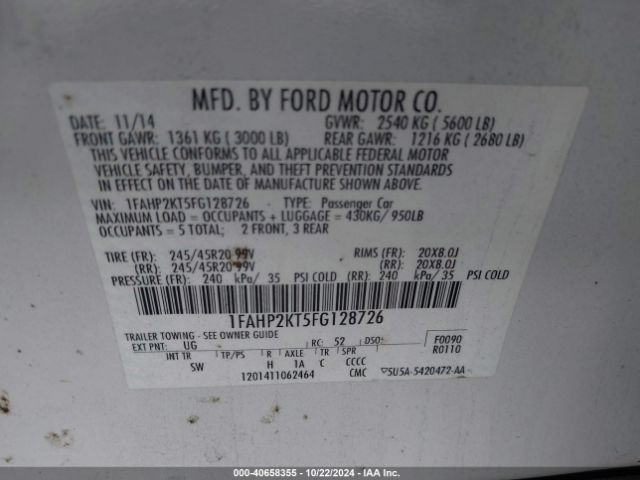 MFD. BY FORD MOTOR CO.
DATE: 11/14 GVWR: 2540 KG ( 5600 LB)
FRONT GAWR: 1361 KG ( 3000 LB) REAR GAWR: 1216 KG ( 2680 LB)
THIS VEHICLE CONFORMS TO ALL APPLICABLE FEDERAL MOTOR
VEHICLE SAFETY, BUMPER, AND THEFT PREVENTION STANDARDS
IN EFFECT ON THE DATE OF MANUFACTURE SHOWN ABOVE.
VIN: 1FAHP2KT5FG128726 TYPE: Passenger Car
MAXIMUM LOAD = OCCUPANTS + LUGGAGE = 430KG/ 950LB
OCCUPANTS = 5 TOTAL; 2 FRONT, 3 REAR
TIRE (FR): 245/45R20 99V RIMS (FR): 20X8.0J
(RR): 245/45R20 99V (RR): 20X8.0J
PRESSURE (FR): 240 kPa/ 35 PSI COLD (RR): 240 kPa/ 35 PSI COLD
1FAHP2KT5FG128726
TRAILER TOWING - SEE OWNER GUIDE
EXT PNT: UG RC: 52 DSO: F0090
R0110
INT TR TP/PS R AXLE TR SPR
SW H 1A C CCCC
1201411062464 CMC 5U5A-5420472-AA
000-40658355 - 10/22/2024 - IAA Inc.